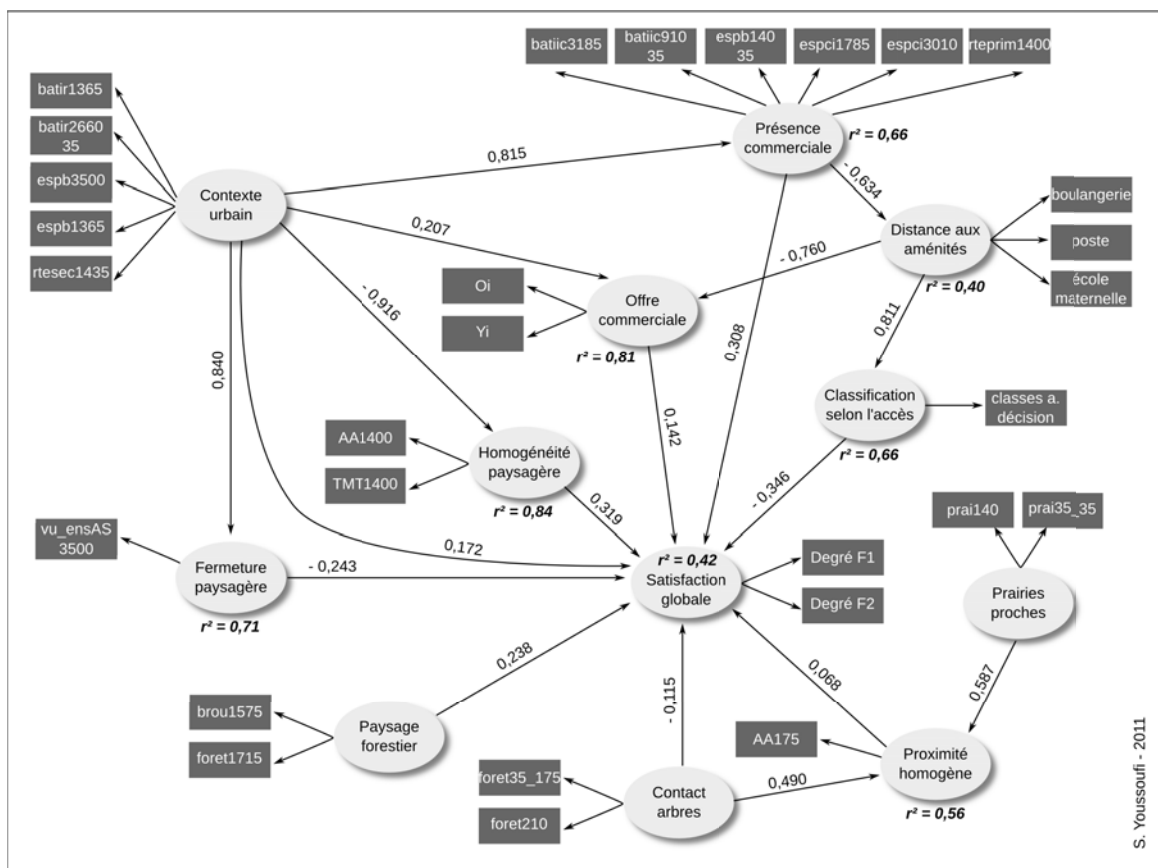 batiic3185
batiic910
35
espb140
35
espci1785
espci3010
rteprim1400
batir1365
batir2660
35
espb3500
espb1365
rtesec1435
Contexte
urbain
0,815
Présence
commerciale
r² = 0,66
- 0,634
0,207
- 0,760
Distance aux
aménités
r² = 0,40
boulangerie
poste
école
maternelle
Oi
Yi
Offre
commerciale
r² = 0,81
- 0,916
0,840
0,308
0,811
0,142
Classification
selon l'accès
r² = 0,66
classes a.
décision
AA1400
TMT1400
Homogénéité
paysagère
r² = 0,84
0,319
- 0,346
prai140
prai35_35
vu_ensAS
3500
Fermeture
paysagère
r² = 0,71
0,172
- 0,243
r² = 0,42
Satisfaction
globale
Degré F1
Degré F2
Prairies
proches
0,238
- 0,115
0,068
0,587
brou1575
foret1715
Paysage
forestier
AA175
Proximité
homogène
r² = 0,56
foret35_175
foret210
Contact
arbres
0,490
S. Youssoufi - 2011